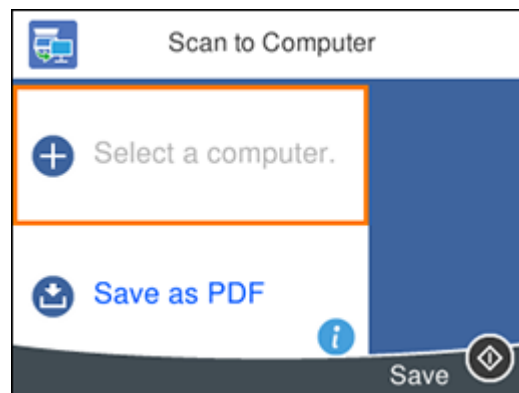 Scan to Computer
Select a computer.
Save as PDF
i
Save